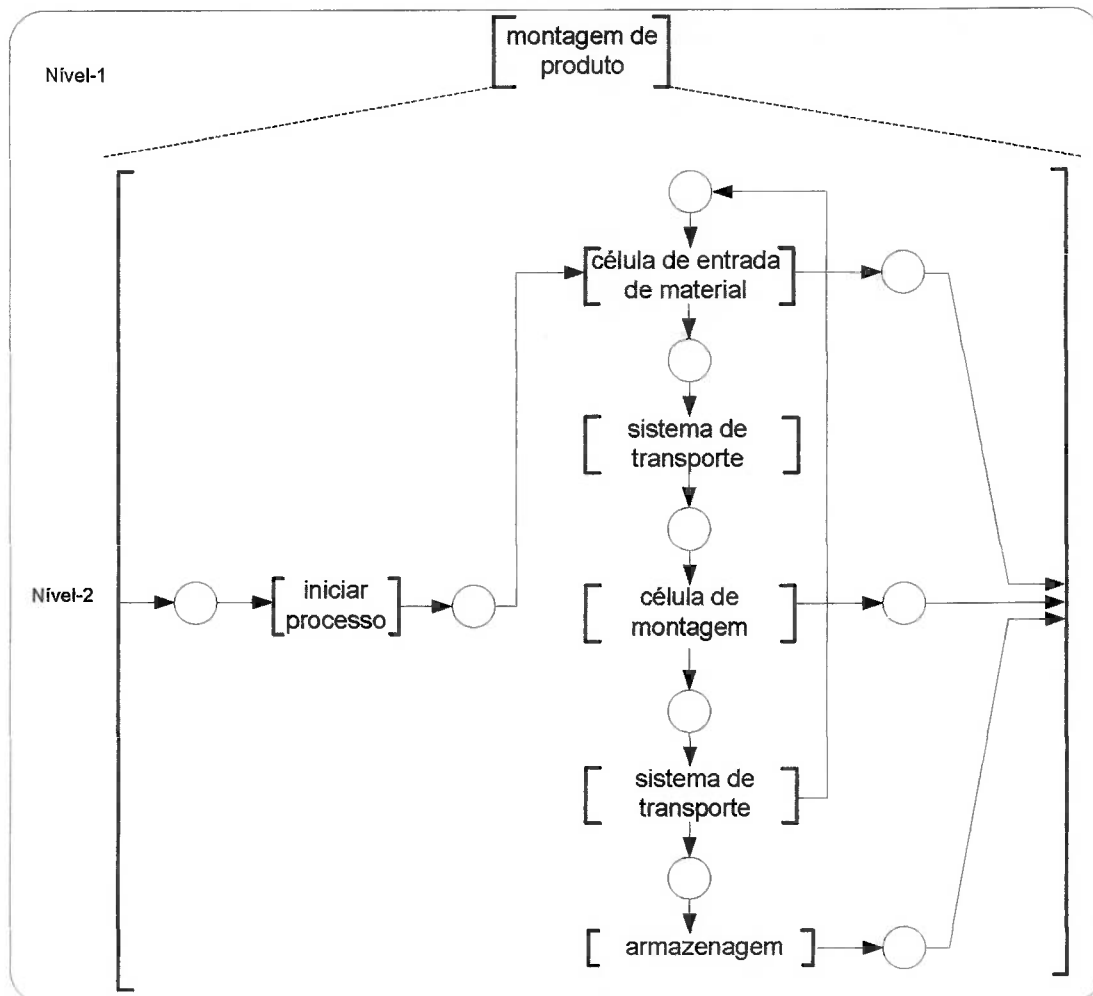 montagem de
produto
Nível-1
célula de entrada
de material
sistema de
transporte
Nível-2
iniciar
processo
célula de
montagem
sistema de
transporte
armazenagem